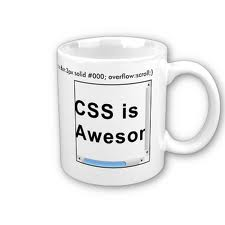 3px solid #000; overflow:scroll;}
CSS is
Awesor